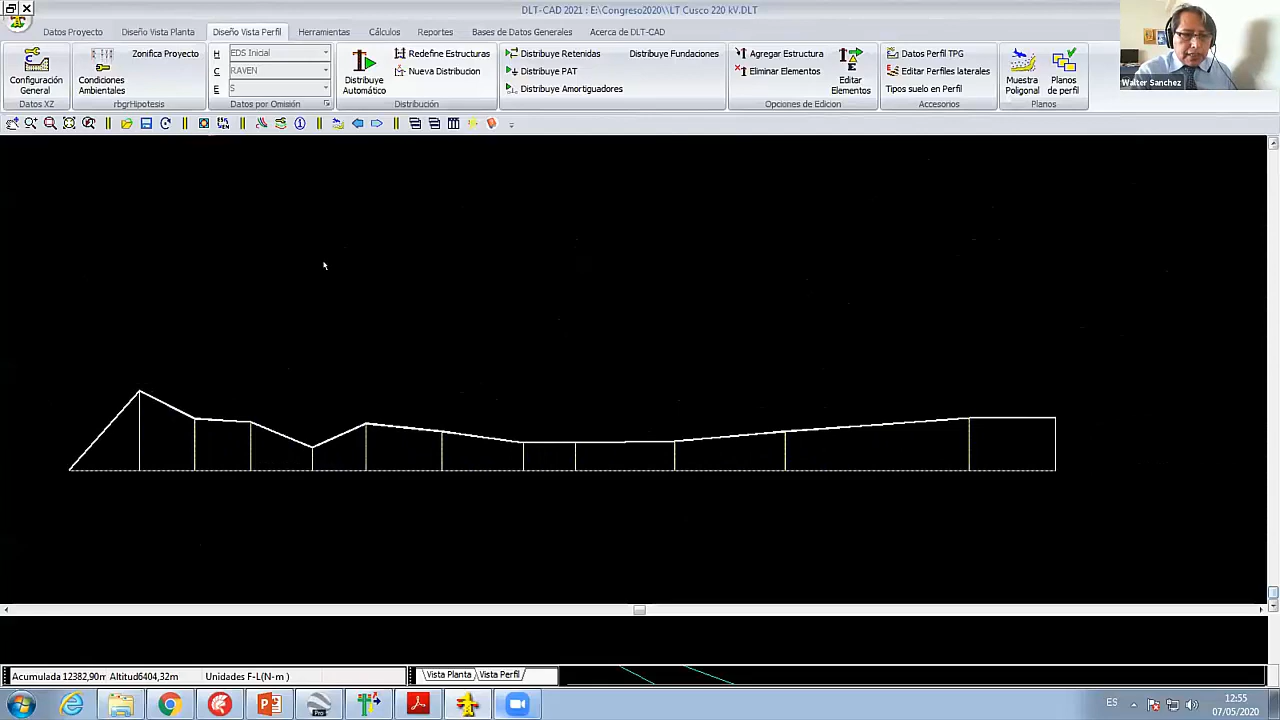 DLT-CAD 2021 : E:\Congreso2020\\LT Cusco 220 kV.DLT
Datos Proyecto
Diseño Vista Planta
Diseño Vista Perfil
Herramientas
Cálculos
Reportes
Bases de Datos Generales
Acerca de DLT-CAD
Configuración General
Datos XZ
Condiciones Ambientales
Zonifica Proyecto
rbgrHipotesis
H EDS Inicial
C RAVEN
E S
Datos por Omisión
Distribuye Automático
Redefine Estructuras
Nueva Distribucion
Distribución
Distribuye Retenidas
Distribuye Fundaciones
Distribuye PAT
Distribuye Amortiguadores
Agregar Estructura
Eliminar Elementos
Editar Elementos
Opciones de Edicion
Datos Perfil TPG
Editar Perfiles laterales
Tipos suelo en Perfil
Accesorios
Muestra Poligonal
Planos de perfil
Planos
Walter Sanchez
Acumulada 12382,90m Altitud6404,32m Unidades F-L(N-m )
Vista Planta
Vista Perfil
Pro
ES
12:55
07/05/2020